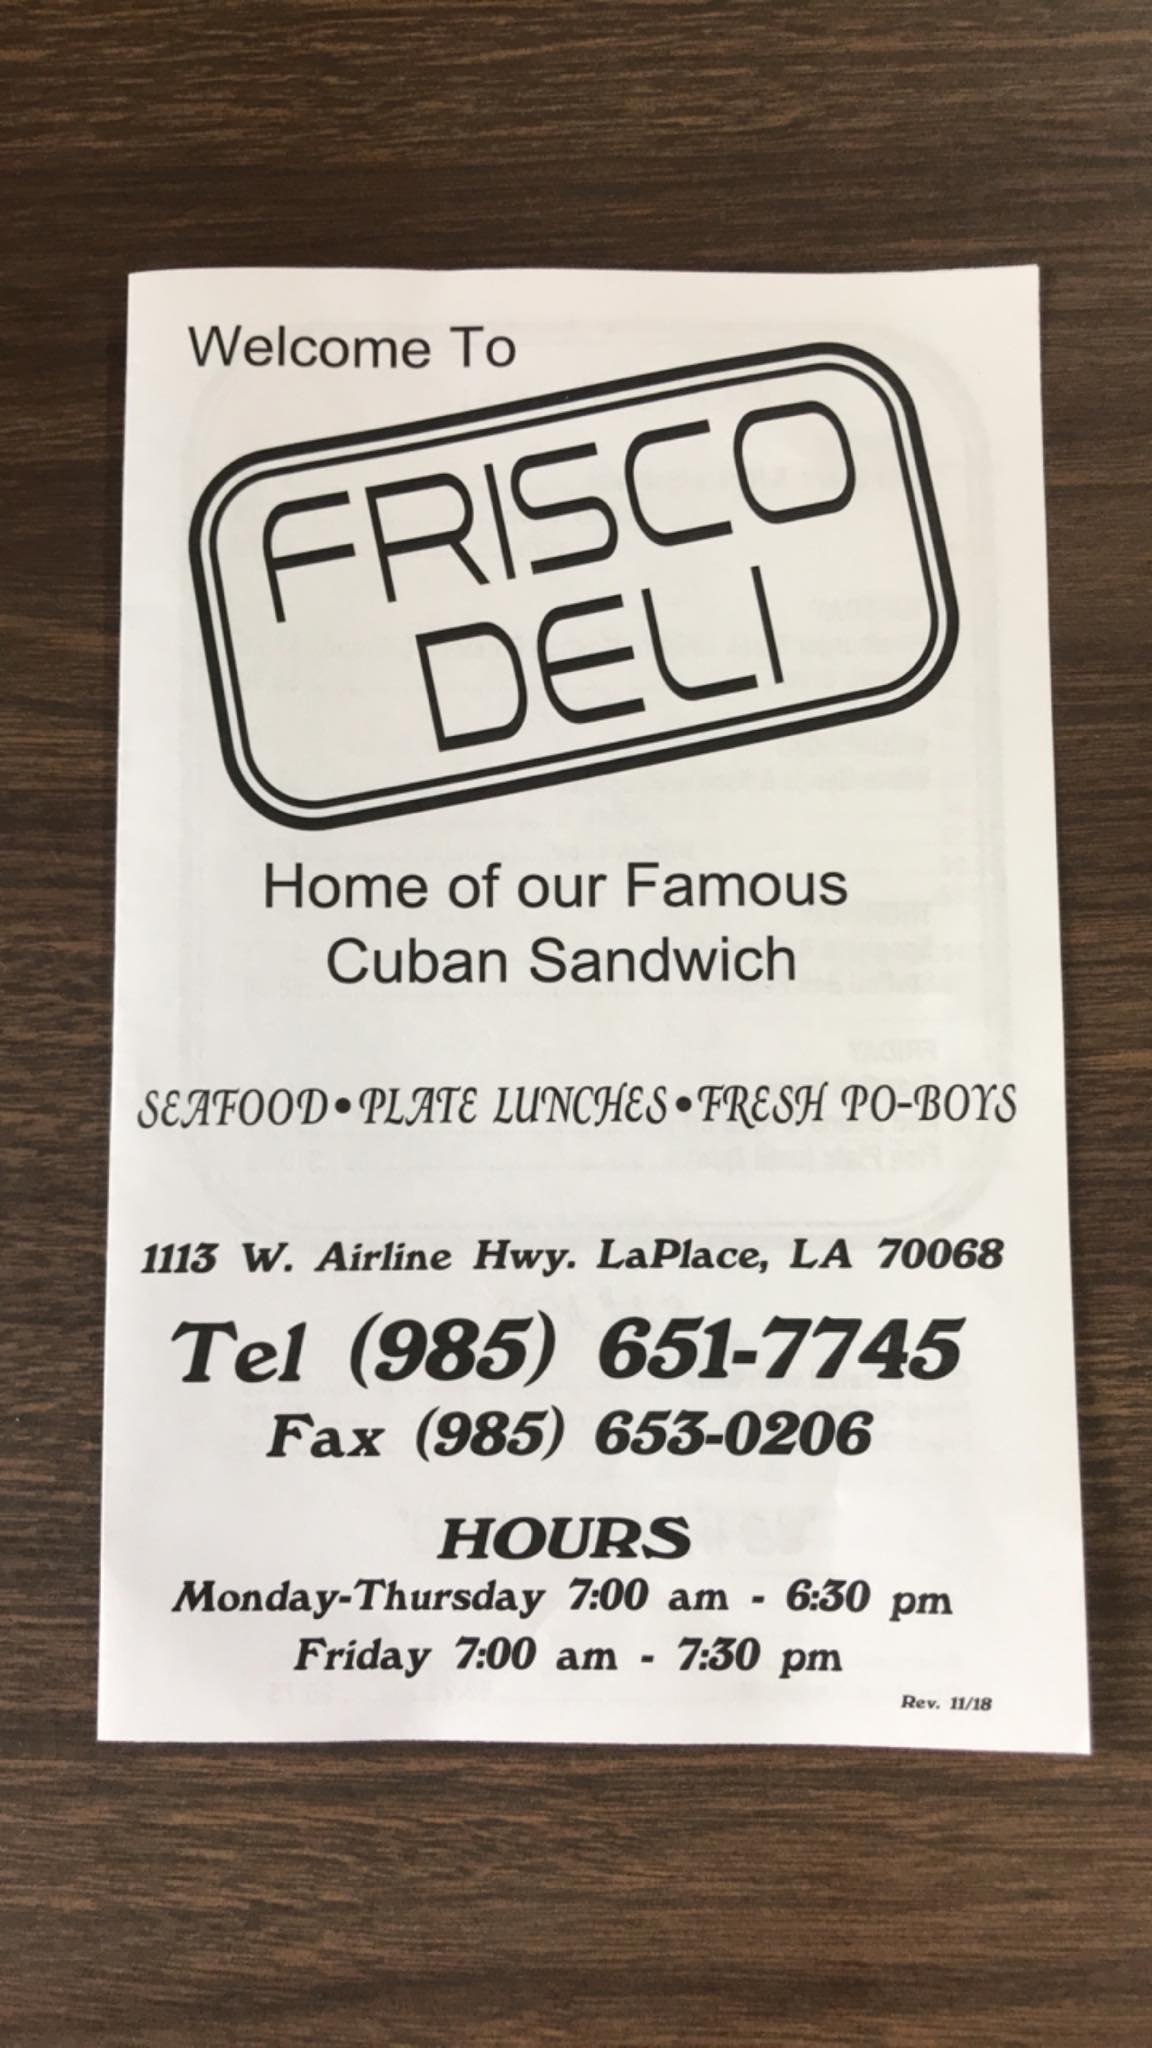 Welcome To
FRISCO
DELI
Home of our Famous
Cuban Sandwich
SEAFOOD•PLATE LUNCHES•FRESH PO-BOYS
1113 W. Airline Hwy. LaPlace, LA 70068
Tel (985) 651-7745
Fax (985) 653-0206
HOURS
Monday-Thursday 7:00 am - 6:30 pm
Friday 7:00 am - 7:30 pm
Rev. 11/18